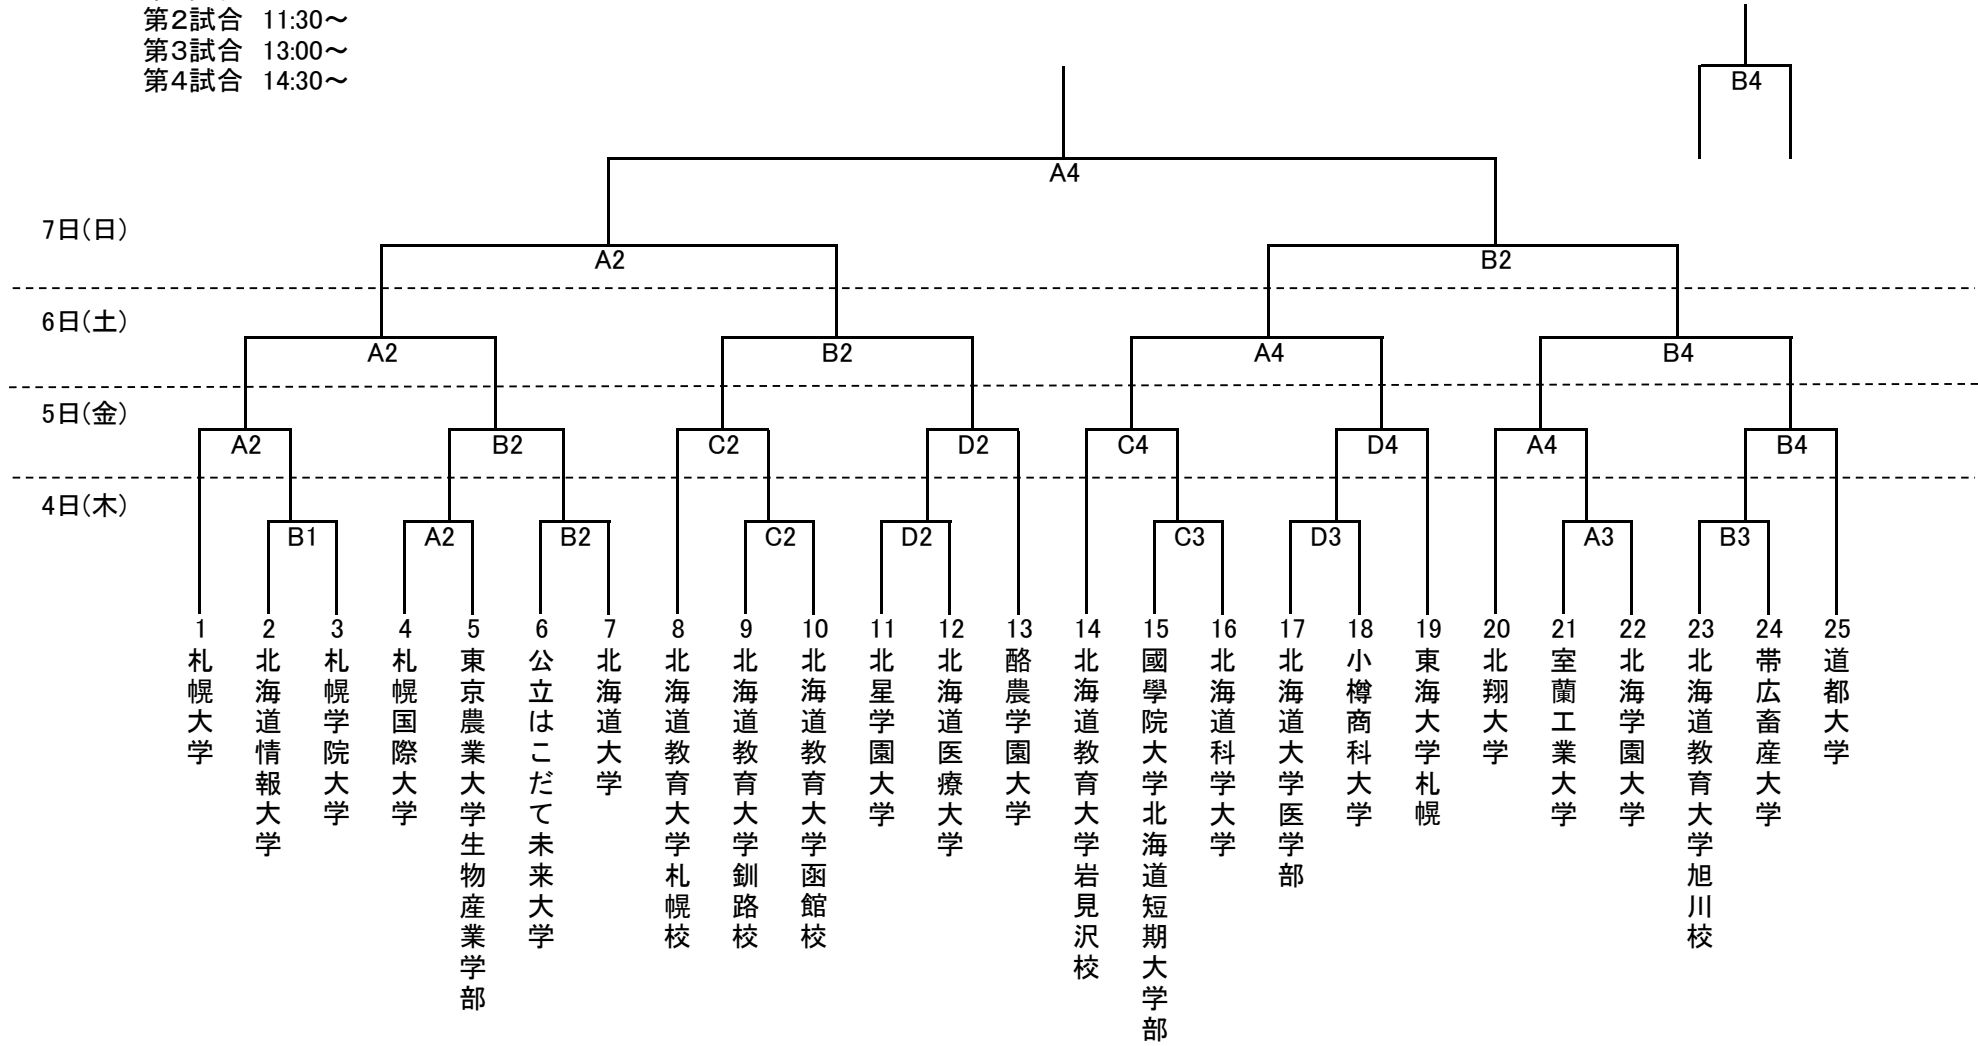 第2試合 11:30～
第3試合 13:00～
第4試合 14:30～
B4
A4
7日(日)
A2
B2
6日(土)
A2
B2
A4
B4
5日(金)
A2
B2
C2
D2
C4
D4
A4
B4
4日(木)
B1
A2
B2
C2
D2
C3
D3
A3
B3
1
札幌大学
2
北海道情報大学
3
札幌学院大学
4
札幌国際大学
5
東京農業大学生物産業学部
6
公立はこだて未来大学
7
北海道大学
8
北海道教育大学札幌校
9
北海道教育大学釧路校
10
北海道教育大学函館校
11
北星学園大学
12
北海道医療大学
13
酪農学園大学
14
北海道教育大学岩見沢校
15
國學院大学北海道短期大学部
16
北海道科学大学
17
北海道大学医学部
18
小樽商科大学
19
東海大学札幌
20
北翔大学
21
室蘭工業大学
22
北海学園大学
23
北海道教育大学旭川校
24
帯広畜産大学
25
道都大学